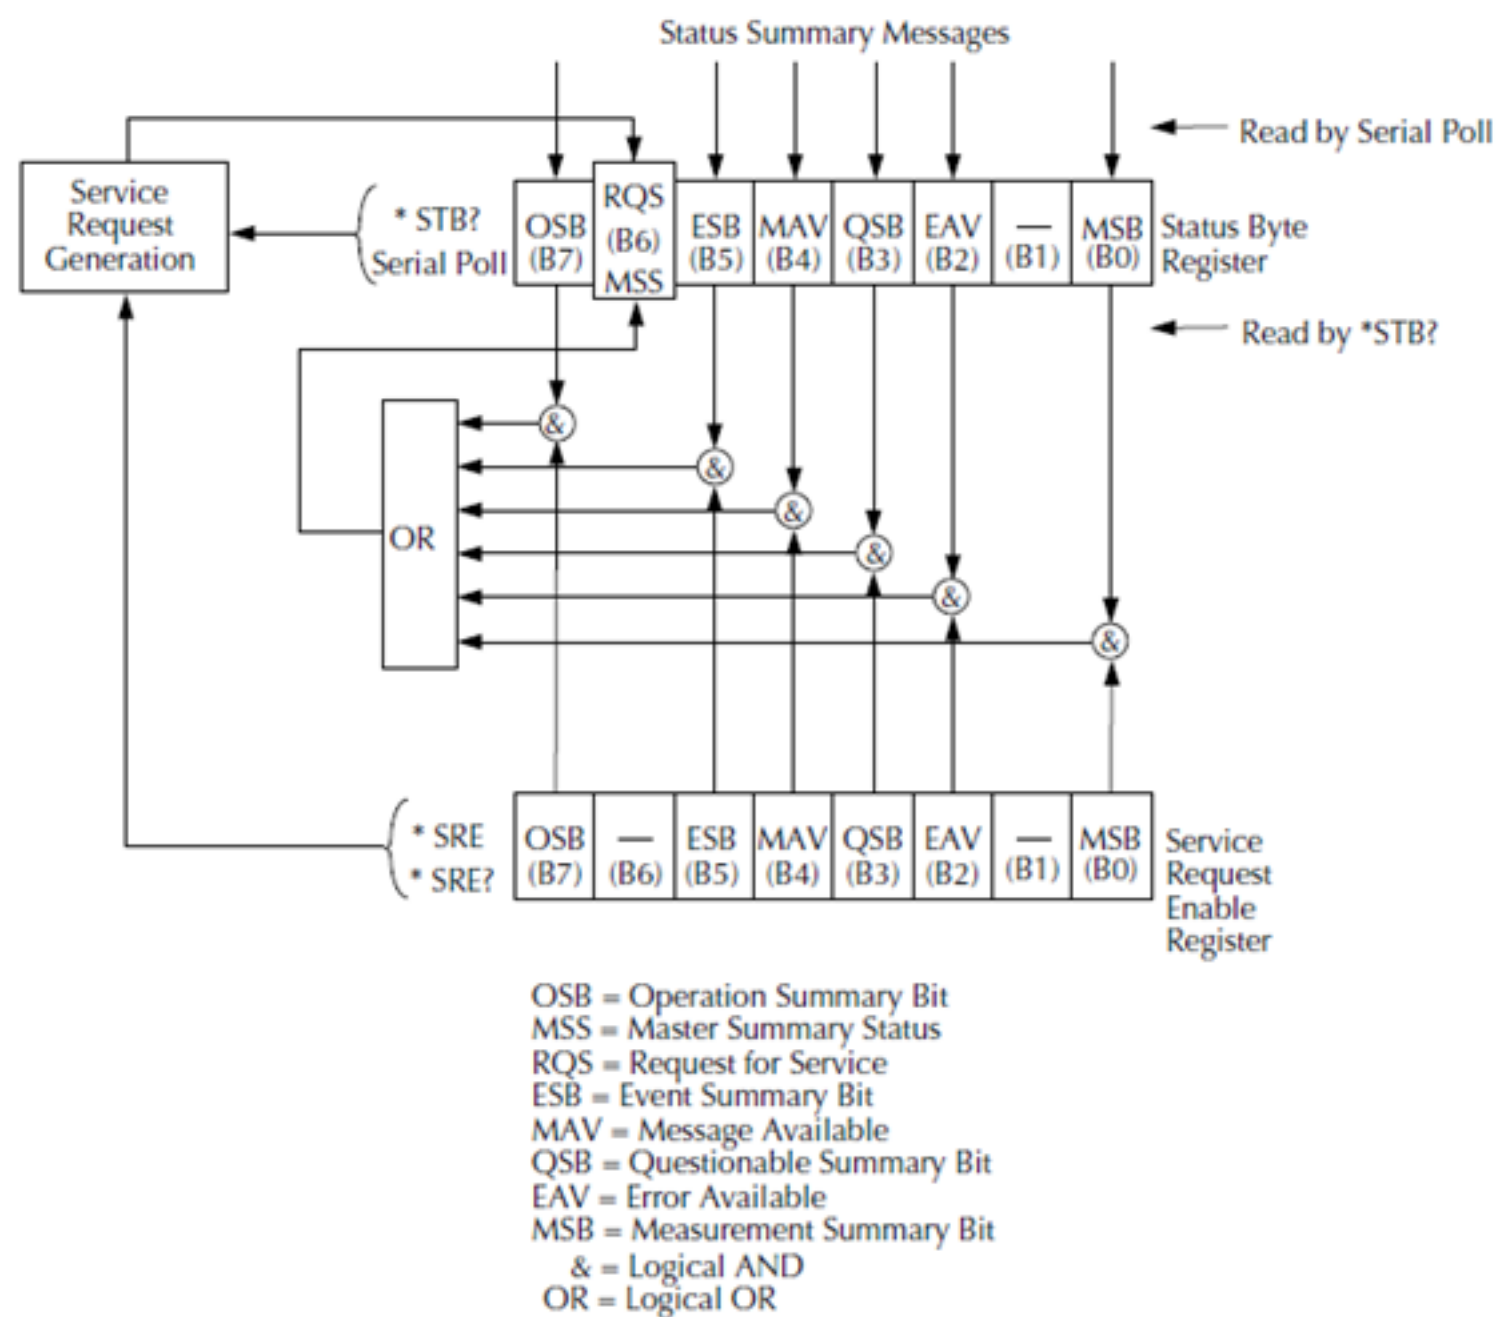 Status Summary Messages
Read by Serial Poll
Service
Request
Generation
* STB?
Serial Poll
OSB
(B7)
RQS
(B6)
MSS
ESB
(B5)
MAV
(B4)
QSB
(B3)
EAV
(B2)
—
(B1)
MSB
(B0)
Status Byte
Register
Read by *STB?
&
&
&
&
&
&
OR
* SRE
* SRE?
OSB
(B7)
—
(B6)
ESB
(B5)
MAV
(B4)
QSB
(B3)
EAV
(B2)
—
(B1)
MSB
(B0)
Service
Request
Enable
Register
OSB = Operation Summary Bit
MSS = Master Summary Status
RQS = Request for Service
ESB = Event Summary Bit
MAV = Message Available
QSB = Questionable Summary Bit
EAV = Error Available
MSB = Measurement Summary Bit
& = Logical AND
OR = Logical OR